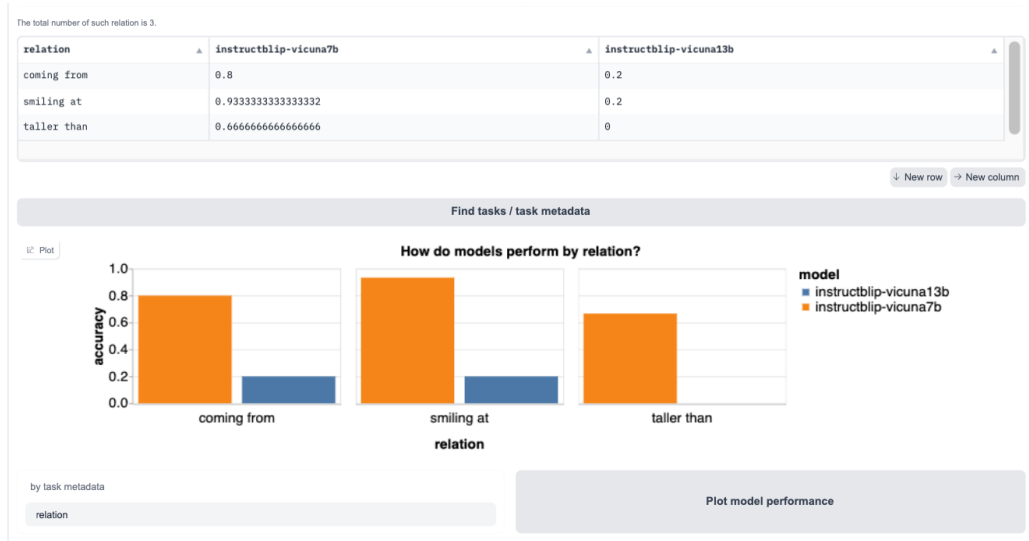 The total number of such relation is 3.
relation instructblip-vicuna7b instructblip-vicuna13b
coming from 0.8 0.2
smiling at 0.9333333333333332 0.2
taller than 0.6666666666666666 0
↓ New row → New column
Find tasks / task metadata
Plot
How do models perform by relation?
1.0
0.8
0.6
0.4
0.2
0.0
accuracy
coming from smiling at taller than
relation
model
instructblip-vicuna13b
instructblip-vicuna7b
by task metadata
relation
Plot model performance